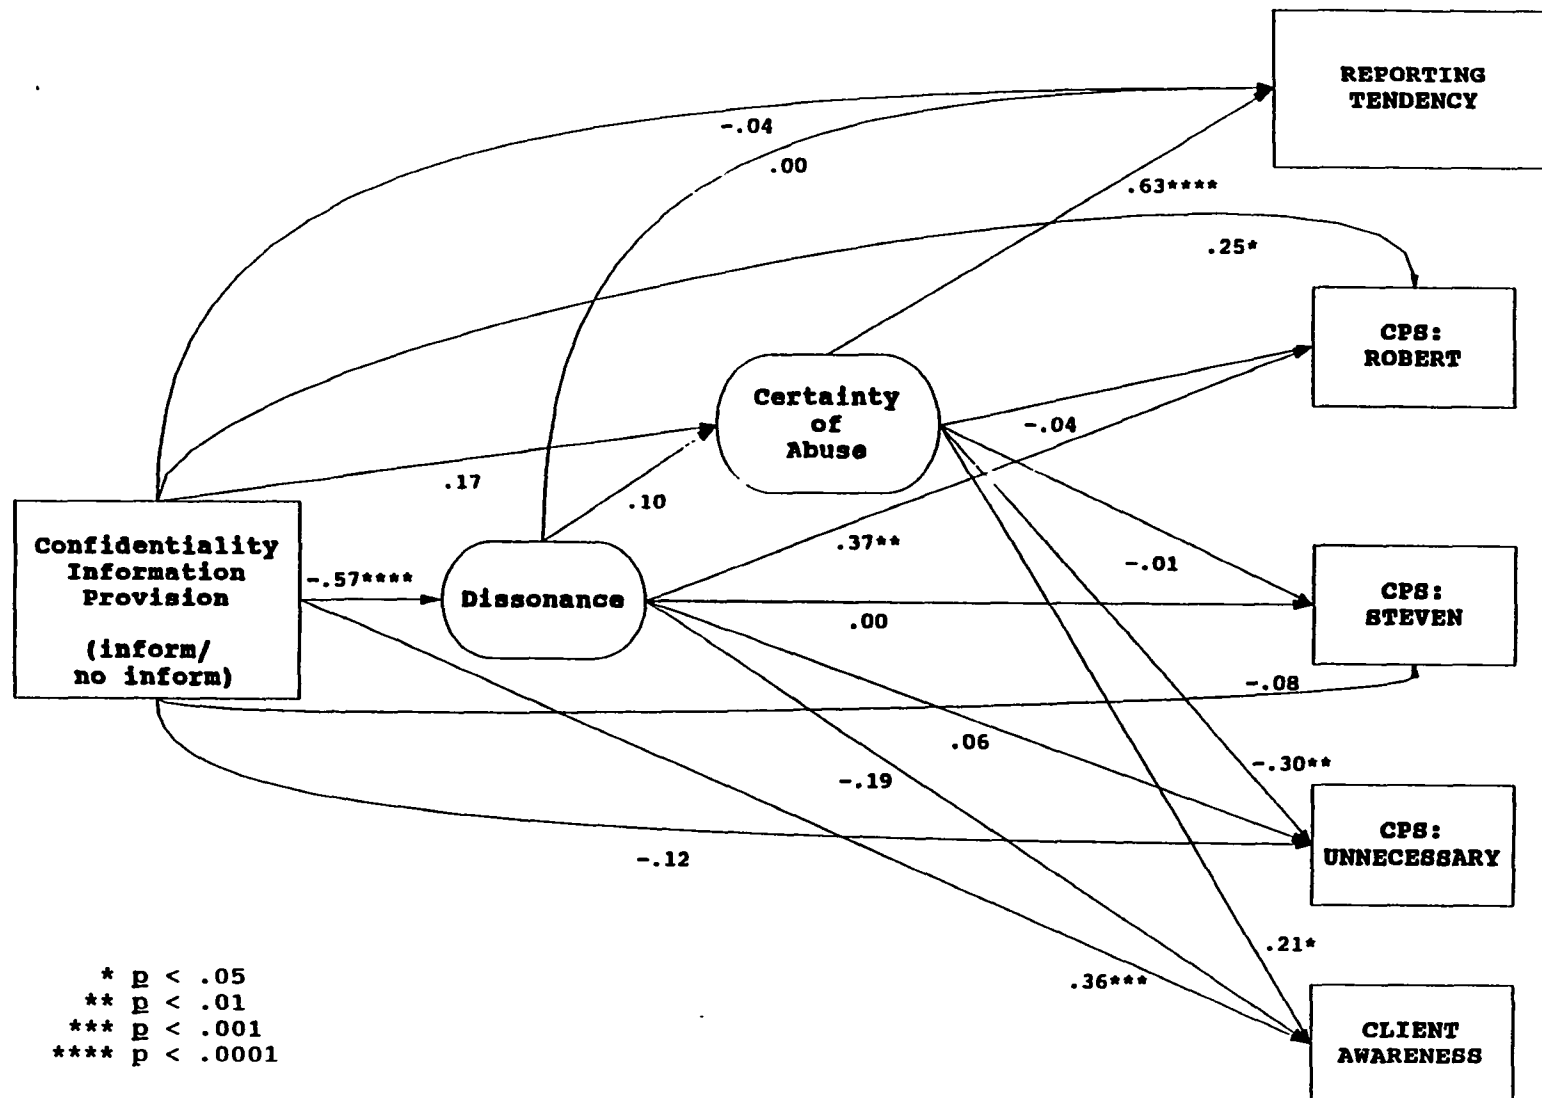 REPORTING
TENDENCY
-.04
.00
.63****
.25*
CPS:
ROBERT
Certainty
of
Abuse
-.04
.17
.10
Confidentiality
Information
Provision
(inform/
no inform)
-.57****
Dissonance
.37**
-.01
.00
CPS:
STEVEN
-.08
.06
-.19
-.30**
CPS:
UNNECESSARY
-.12
.21*
.36***
CLIENT
AWARENESS
* p < .05
** p < .01
*** p < .001
**** p < .0001